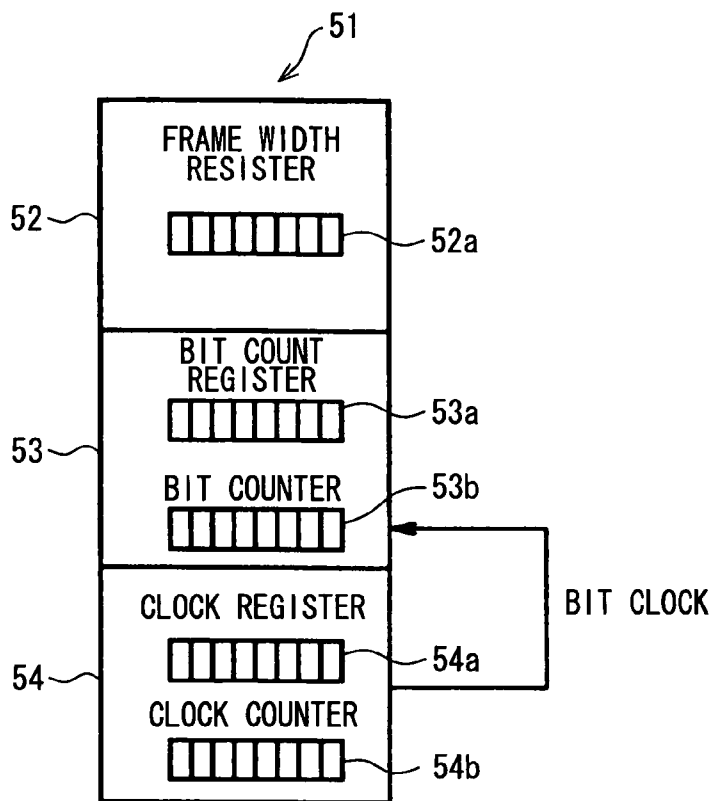 51
FRAME WIDTH
RESISTER
52
52a
BIT COUNT
REGISTER
53a
53
BIT COUNTER
53b
BIT CLOCK
CLOCK REGISTER
54a
54
CLOCK COUNTER
54b